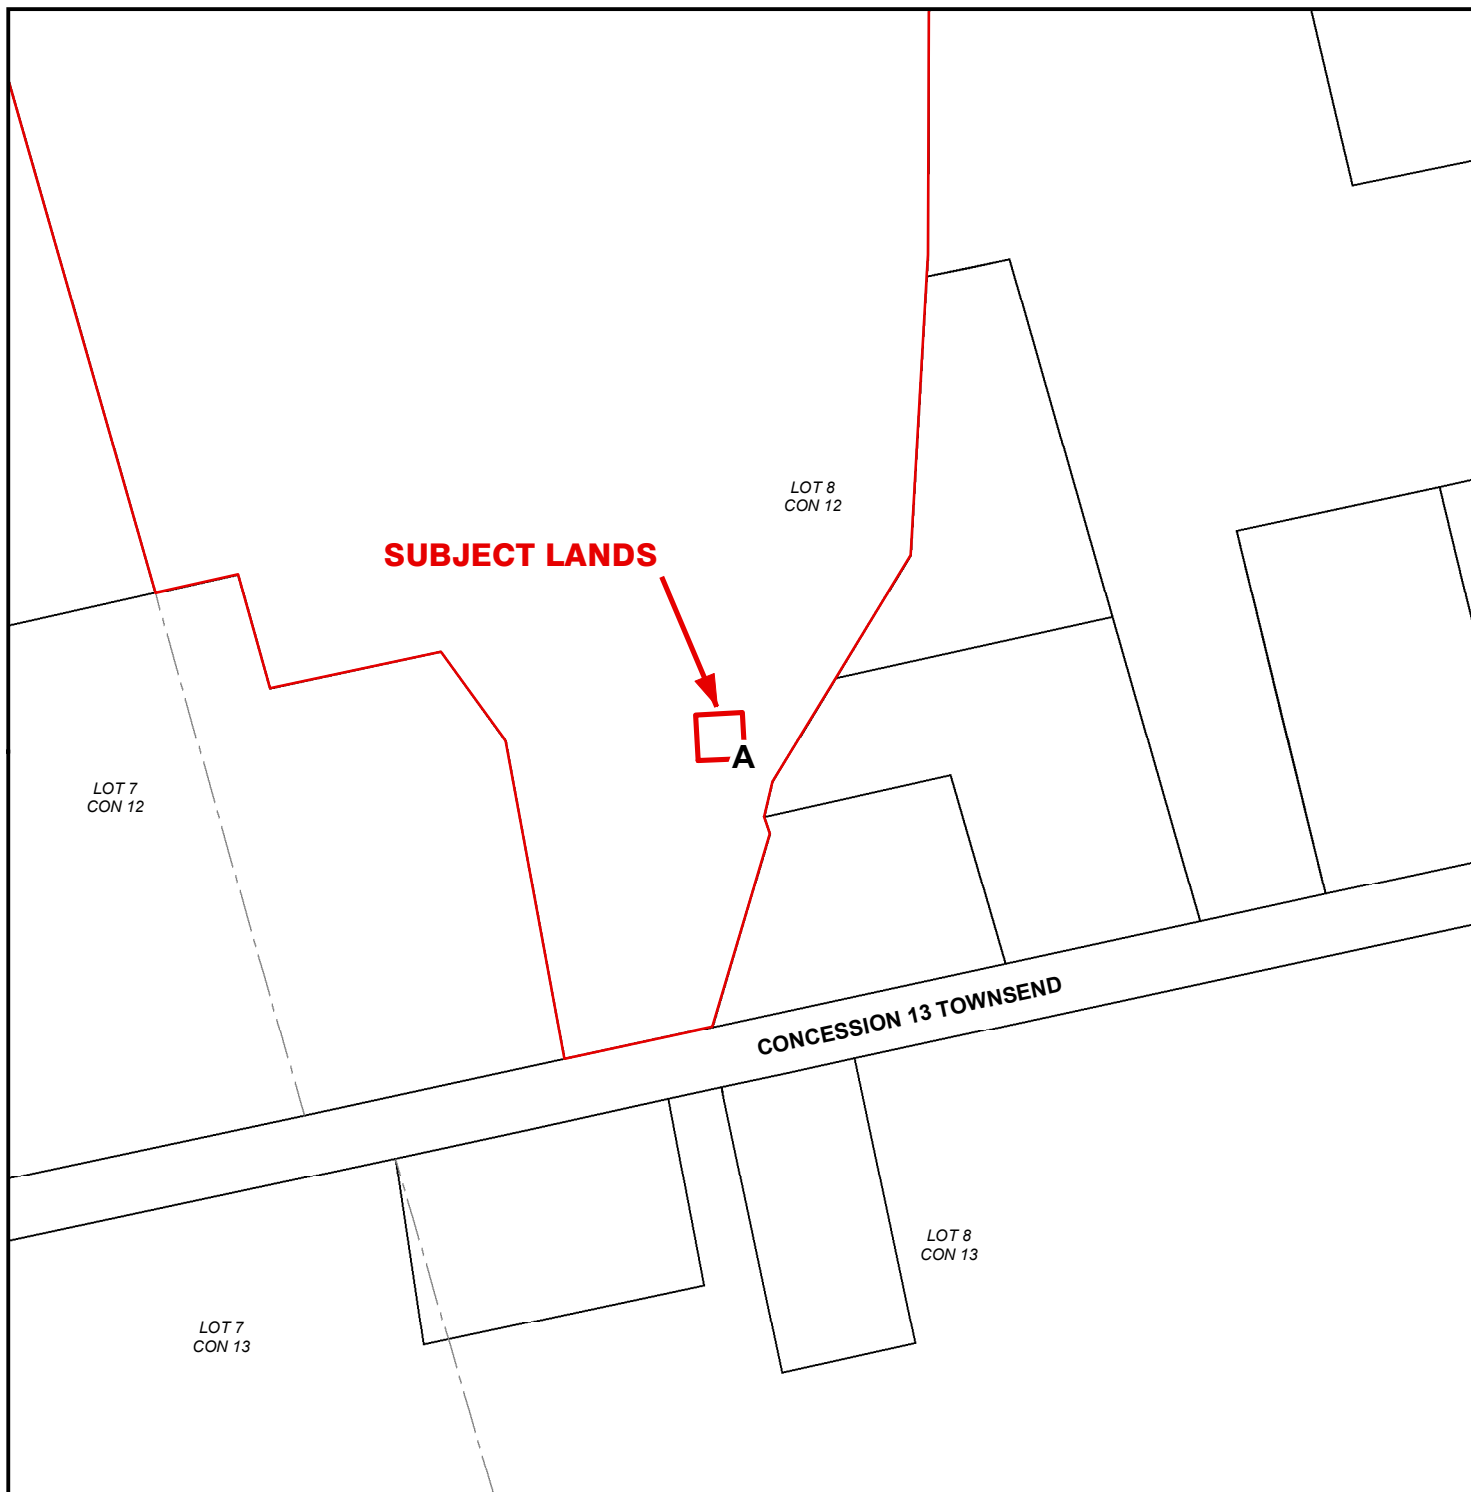 LOT 8
CON 12
SUBJECT LANDS
A
LOT 7
CON 12
CONCESSION 13 TOWNSEND
LOT 8
CON 13
LOT 7
CON 13